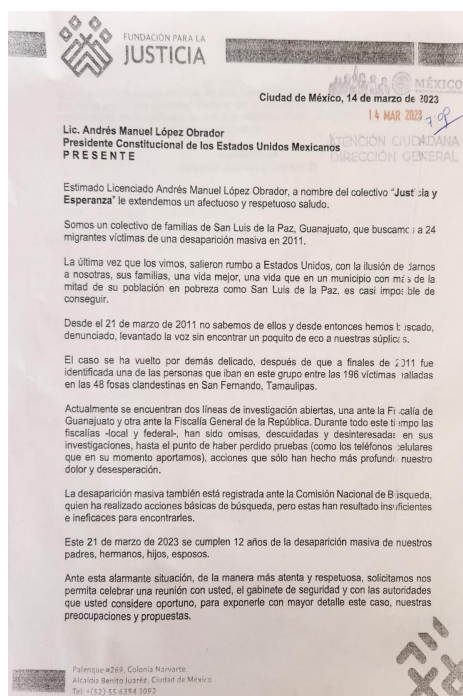 FUNDACIÓN PARA LA
JUSTICIA
MÉXICO
Ciudad de México, 14 de marzo de 2023
14 MAR 2023
ATENCIÓN CIUDADANA
DIRECCIÓN GENERAL
Lic. Andrés Manuel López Obrador
Presidente Constitucional de los Estados Unidos Mexicanos
P R E S E N T E
Estimado Licenciado Andrés Manuel López Obrador, a nombre del colectivo “Justicia y
Esperanza” le extendemos un afectuoso y respetuoso saludo.
Somos un colectivo de familias de San Luis de la Paz, Guanajuato, que buscamos a 24
migrantes víctimas de una desaparición masiva en 2011.
La última vez que los vimos, salieron rumbo a Estados Unidos, con la ilusión de darnos
a nosotras, sus familias, una vida mejor, una vida que en un municipio con más de la
mitad de su población en pobreza como San Luis de la Paz, es casi imposible de
conseguir.
Desde el 21 de marzo de 2011 no sabemos de ellos y desde entonces hemos buscado,
denunciado, levantado la voz sin encontrar un poquito de eco a nuestras súplicas.
El caso se ha vuelto por demás delicado, después de que a finales de 2011 fue
identificada una de las personas que iban en este grupo entre las 196 víctimas halladas
en las 48 fosas clandestinas en San Fernando, Tamaulipas.
Actualmente se encuentran dos líneas de investigación abiertas, una ante la Fiscalía de
Guanajuato y otra ante la Fiscalía General de la República. Durante todo este tiempo las
fiscalías -local y federal-, han sido omisas, descuidadas y desinteresadas en sus
investigaciones, hasta el punto de haber perdido pruebas (como los teléfonos celulares
que en su momento aportamos), acciones que sólo han hecho más profundo nuestro
dolor y desesperación.
La desaparición masiva también está registrada ante la Comisión Nacional de Búsqueda,
quien ha realizado acciones básicas de búsqueda, pero estas han resultado insuficientes
e ineficaces para encontrarles.
Este 21 de marzo de 2023 se cumplen 12 años de la desaparición masiva de nuestros
padres, hermanos, hijos, esposos.
Ante esta alarmante situación, de la manera más atenta y respetuosa, solicitamos nos
permita celebrar una reunión con usted, el gabinete de seguridad y con las autoridades
que usted considere oportuno, para exponerle con mayor detalle este caso, nuestras
preocupaciones y propuestas.
Palenque #269, Colonia Narvarte,
Alcaldía Benito Juaréz, Ciudad de México
Tel: +(52) 55 6394 3092